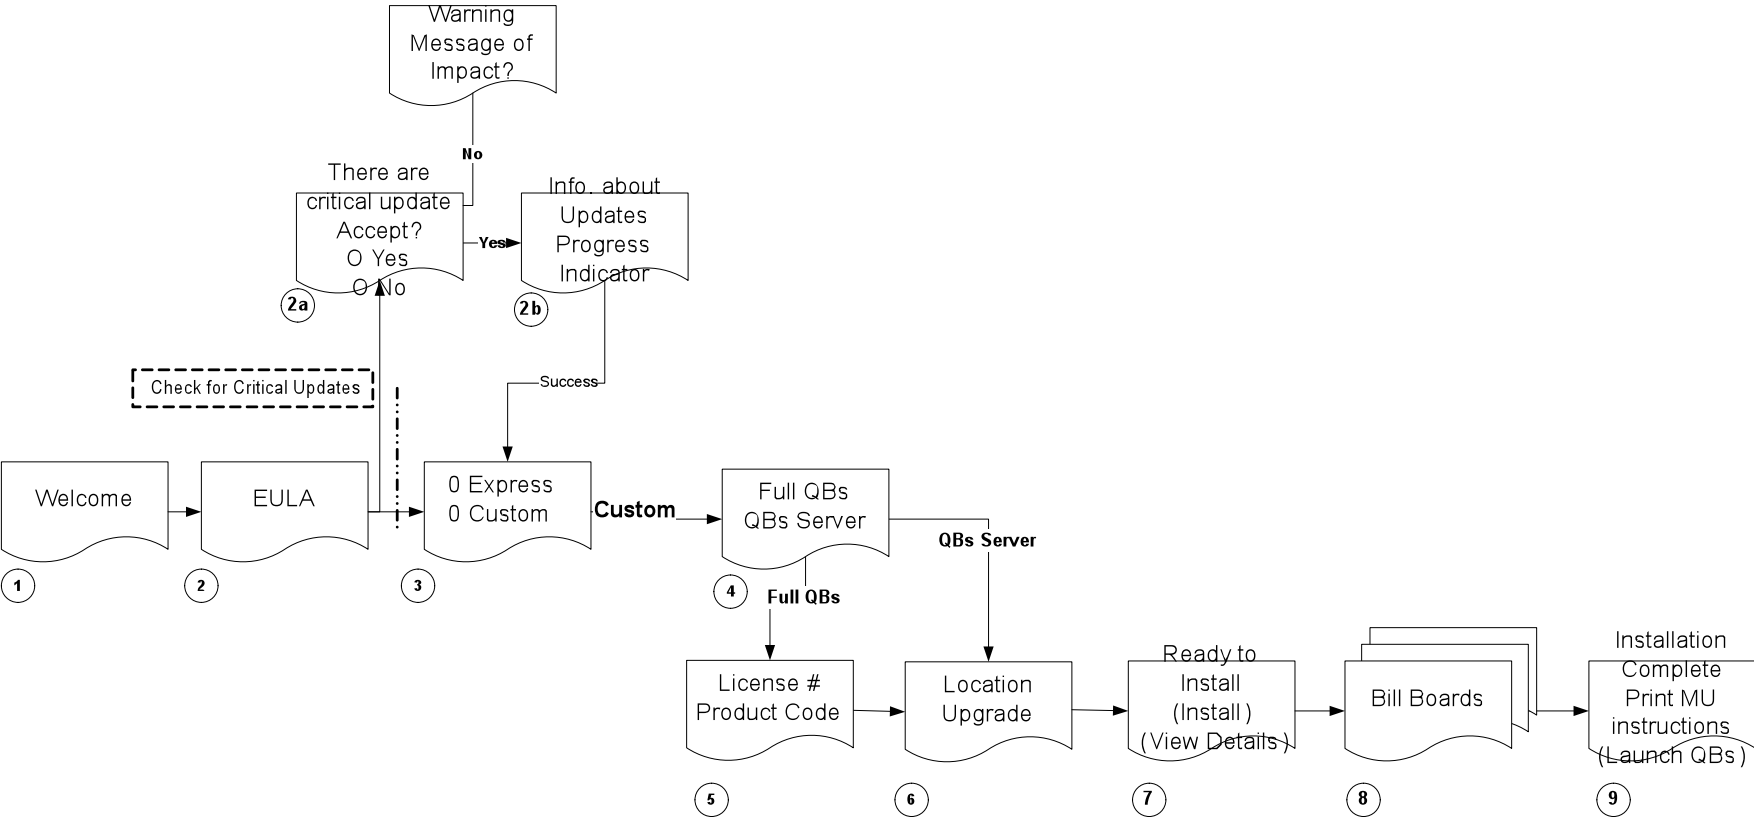 Warning
Message of
Impact?
No
There are
critical update
Accept?
O Yes
O No
2a
Yes
Info. about
Updates
Progress
Indicator
2b
Success
Check for Critical Updates
Welcome
1
EULA
2
0 Express
0 Custom
3
Custom
Full QBs
QBs Server
4
QBs Server
Full QBs
License #
Product Code
5
Location
Upgrade
6
Ready to
Install
(Install)
(View Details)
7
Bill Boards
8
Installation
Complete
Print MU
instructions
(Launch QBs)
9